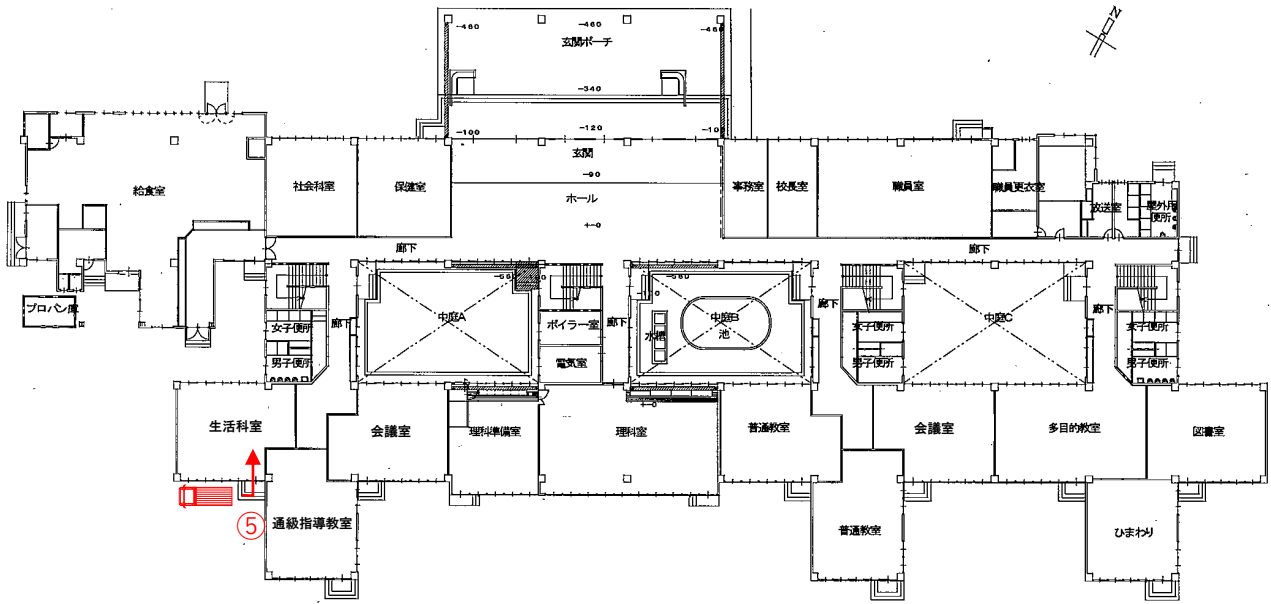 N
-460
-460
-460
玄関ポーチ
-340
-100
-120
-100
玄関
-90
ホール
+-0
給食室
社会科室
保健室
事務室
校長室
職員室
職員更衣室
放送室
屋外用
便所
廊下
廊下
プロパン庫
女子便所
男子便所
廊下
中庭A
ボイラー室
電気室
廊下
水槽
中庭B
池
廊下
女子便所
男子便所
中庭C
廊下
女子便所
男子便所
生活科室
会議室
理科準備室
理科室
普通教室
会議室
多目的教室
図書室
⑤
通級指導教室
普通教室
ひまわり